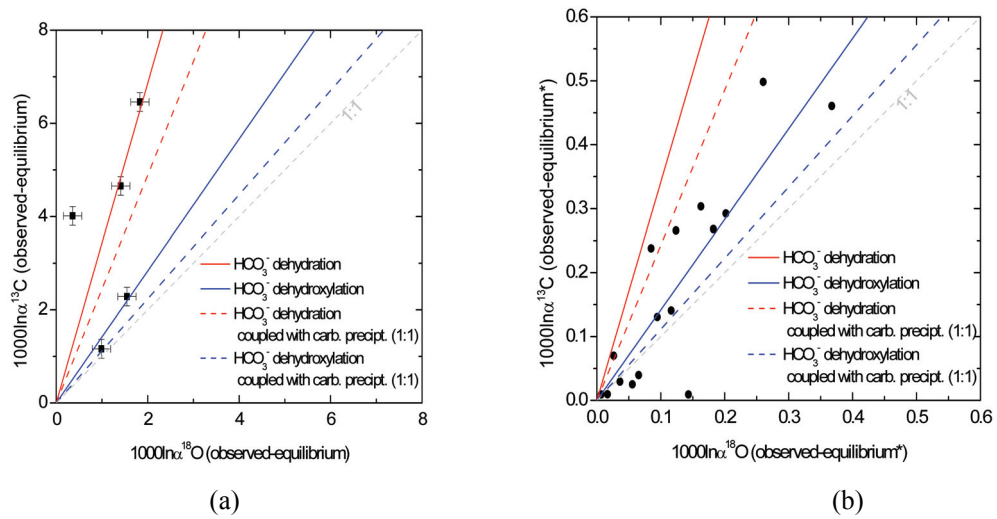 8
6
4
2
0
0
2
4
6
8
1000lnα¹³C (observed-equilibrium)
1000lnα¹⁸O (observed-equilibrium)
1:1
HCO₃⁻ dehydration
HCO₃⁻ dehydroxylation
HCO₃⁻ dehydration
coupled with carb. precipt. (1:1)
HCO₃⁻ dehydroxylation
coupled with carb. precipt. (1:1)
(a)
0.6
0.5
0.4
0.3
0.2
0.1
0.0
0.0
0.1
0.2
0.3
0.4
0.5
0.6
1000lnα¹³C (observed-equilibrium*)
1000lnα¹⁸O (observed-equilibrium*)
1:1
HCO₃⁻ dehydration
HCO₃⁻ dehydroxylation
HCO₃⁻ dehydration
coupled with carb. precipt. (1:1)
HCO₃⁻ dehydroxylation
coupled with carb. precipt. (1:1)
(b)